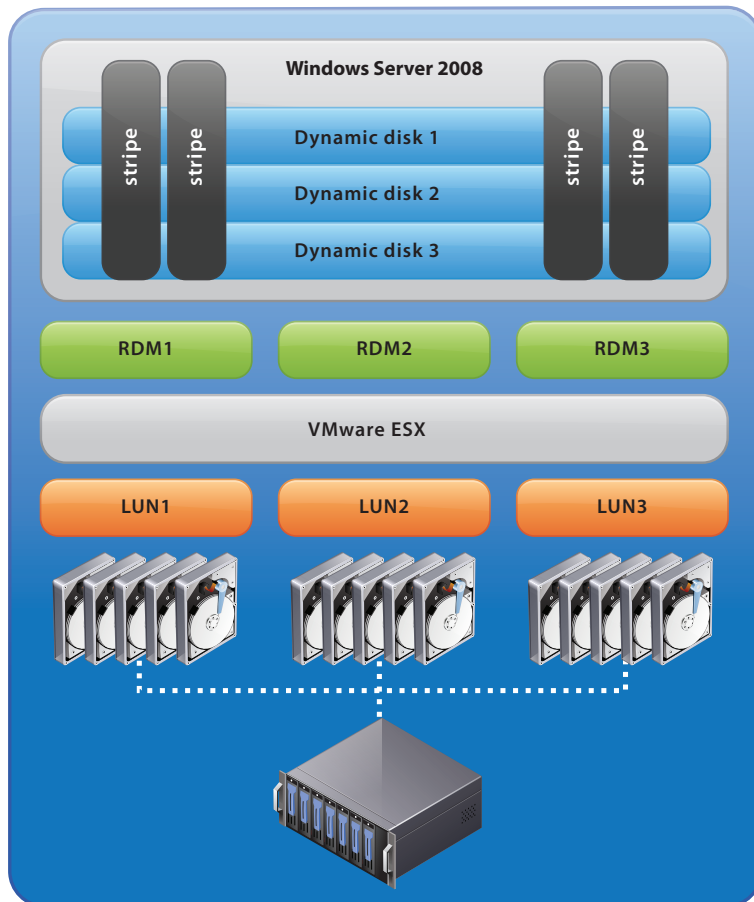 Windows Server 2008
stripe
stripe
stripe
stripe
Dynamic disk 1
Dynamic disk 2
Dynamic disk 3
RDM1
RDM2
RDM3
VMware ESX
LUN1
LUN2
LUN3